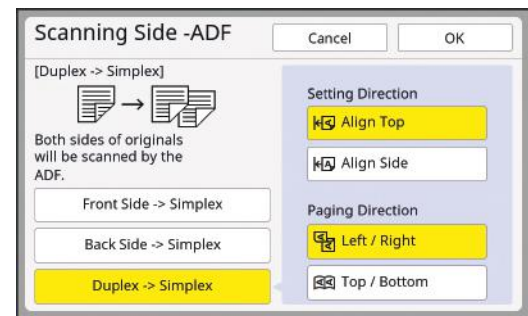 Scanning Side -ADF
Cancel
OK
[Duplex -> Simplex]
Both sides of originals
will be scanned by the
ADF.
Front Side -> Simplex
Back Side -> Simplex
Duplex -> Simplex
Setting Direction
Align Top
Align Side
Paging Direction
Left / Right
Top / Bottom